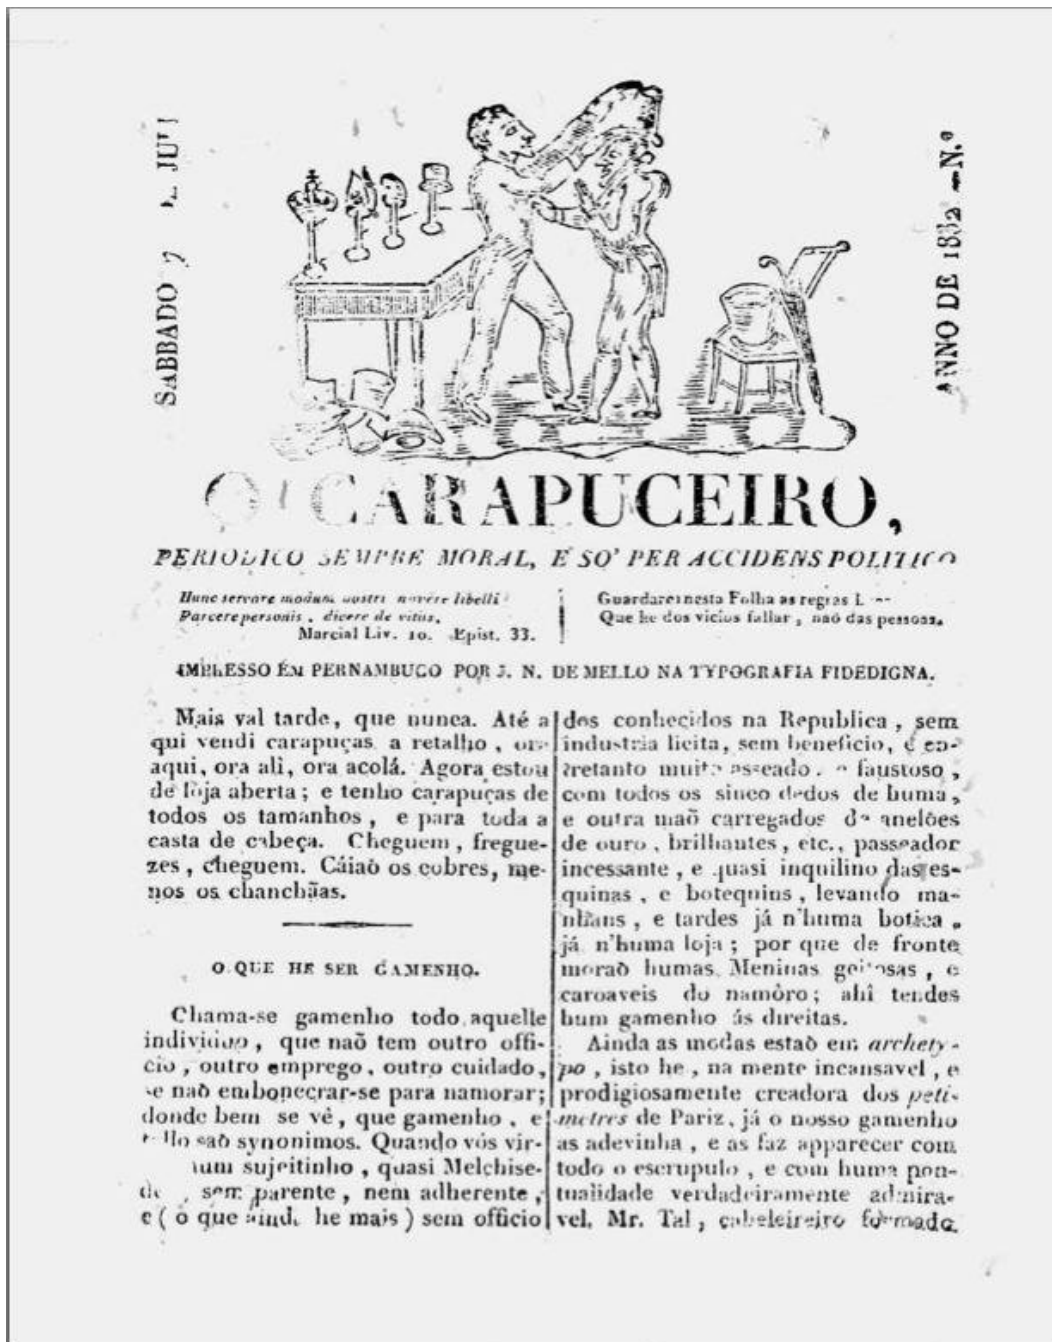 SABBADO 7
ANNO DE 1832 — N.º
O CARAPUCEIRO,
PERIODICO SEMPRE MORAL, E SO' PER ACCIDENS POLITICO
Hunc servare modum nostri novere libelli
Parcere personis, dicere de vitiis.
Marcial Liv. 10. Epist. 33.
Guardarei nesta Folha as regras
Que he dos vicios fallar, naõ das pessoas.
IMPRESSO EM PERNAMBUCO POR J. N. DE MELLO NA TYPOGRAFIA FIDEDIGNA.
Mais val tarde, que nunca. Até a
qui vendi carapuças a retalho, ora
aqui, ora ali, ora acolá. Agora estou
de lòja aberta; e tenho carapuças de
todos os tamanhos, e para toda a
casta de cabeça. Cheguem, fregue-
zes, cheguem. Cáiaõ os cobres, me-
nos os chanchãas.
O QUE HE SER GAMENHO.
Chama-se gamenho todo aquelle
individuo, que naõ tem outro offi-
cio, outro emprego, outro cuidado,
se naõ embonecrar-se para namorar;
donde bem se vê, que gamenho, e
saõ synonimos. Quando vós vir-
sujeitinho, quasi Melchise-
sem parente, nem adherente,
e (o que ainda he mais) sem officio
dos conhecidos na Republica, sem
industria licita, sem beneficio, e en-
tretanto muito asseado, e faustoso,
com todos os sinco dedos de huma,
e outra maõ carregados de anelões
de ouro, brilhantes, etc., passeador
incessante, e quasi inquilino das es-
quinas, e botequins, levando ma-
nhans, e tardes já n'huma botica,
já n'huma loja; por que de fronte
moraõ humas Meninas geitosas, e
caroaveis do namòro; ahî tendes
hum gamenho ás direitas.
Ainda as modas estaõ em archety-
po, isto he, na mente incansavel, e
prodigiosamente creadora dos peti-
metres de Pariz, já o nosso gamenho
as adevinha, e as faz apparecer com
todo o escrupulo, e com huma pon-
tualidade verdadeiramente admira-
vel. Mr. Tal, cabeleireiro formado